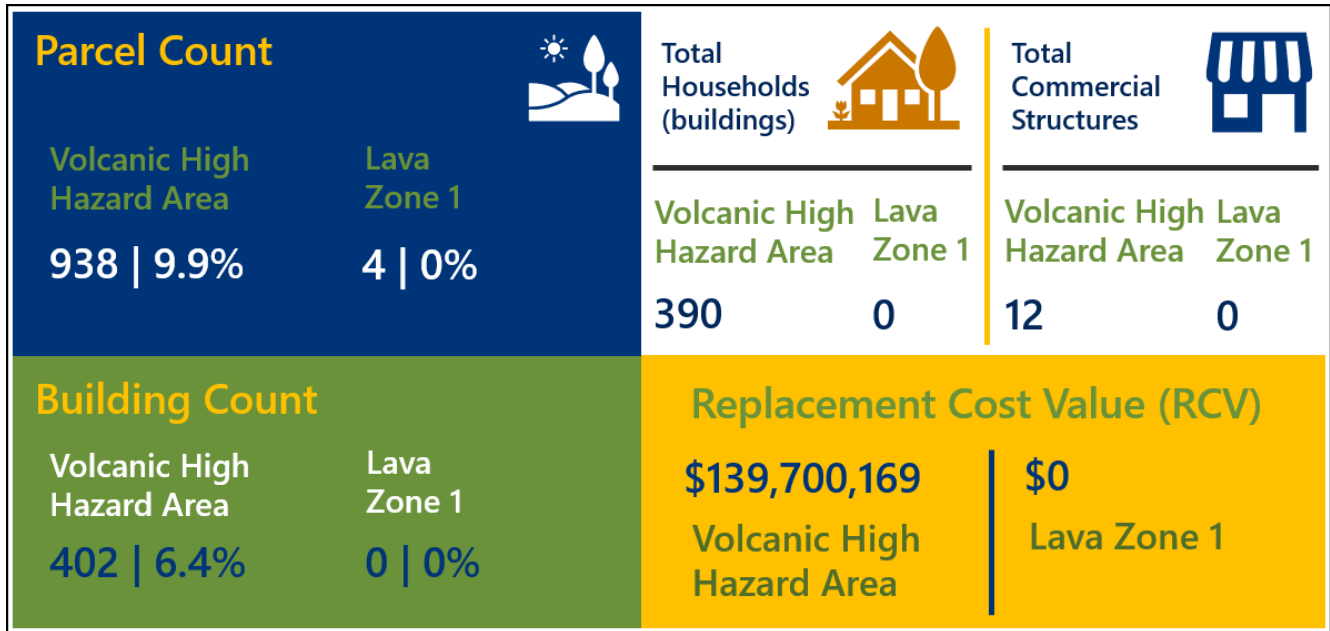 Parcel Count
Volcanic High
Hazard Area
938 | 9.9%
Lava
Zone 1
4 | 0%
Total
Households
(buildings)
Volcanic High
Hazard Area
390
Lava
Zone 1
0
Total
Commercial
Structures
Volcanic High
Hazard Area
12
Lava
Zone 1
0
Building Count
Volcanic High
Hazard Area
402 | 6.4%
Lava
Zone 1
0 | 0%
Replacement Cost Value (RCV)
$139,700,169
Volcanic High
Hazard Area
$0
Lava Zone 1